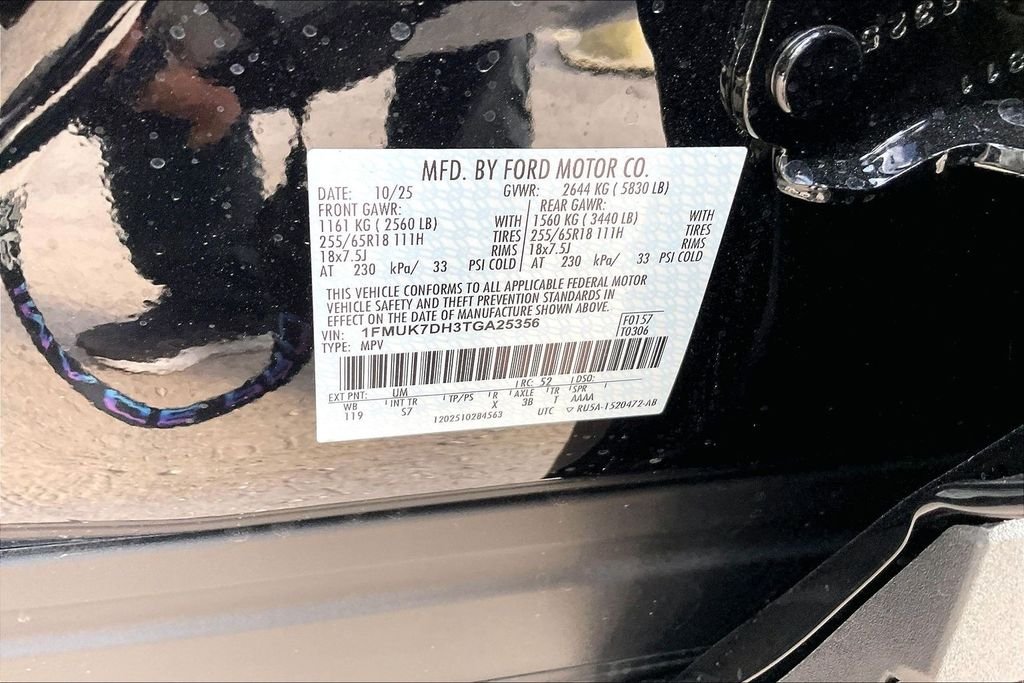 MFD. BY FORD MOTOR CO.
DATE: 10/25 GVWR: 2644 KG ( 5830 LB)
FRONT GAWR: REAR GAWR:
1161 KG ( 2560 LB) WITH 1560 KG ( 3440 LB) WITH
255/65R18 111H TIRES 255/65R18 111H TIRES
18x7.5J RIMS 18x7.5J RIMS
AT 230 kPa/ 33 PSI COLD AT 230 kPa/ 33 PSI COLD
THIS VEHICLE CONFORMS TO ALL APPLICABLE FEDERAL MOTOR
VEHICLE SAFETY AND THEFT PREVENTION STANDARDS IN
EFFECT ON THE DATE OF MANUFACTURE SHOWN ABOVE.
VIN: 1FMUK7DH3TGA25356 F0157
TYPE: MPV T0306
EXT PNT: UM RC: 52 DSO:
WB INT TR TP/PS R AXLE TR SPR
119 S7 X 3B T AAAA
1202510284563 UTC ▽ RU5A-1520472-AB